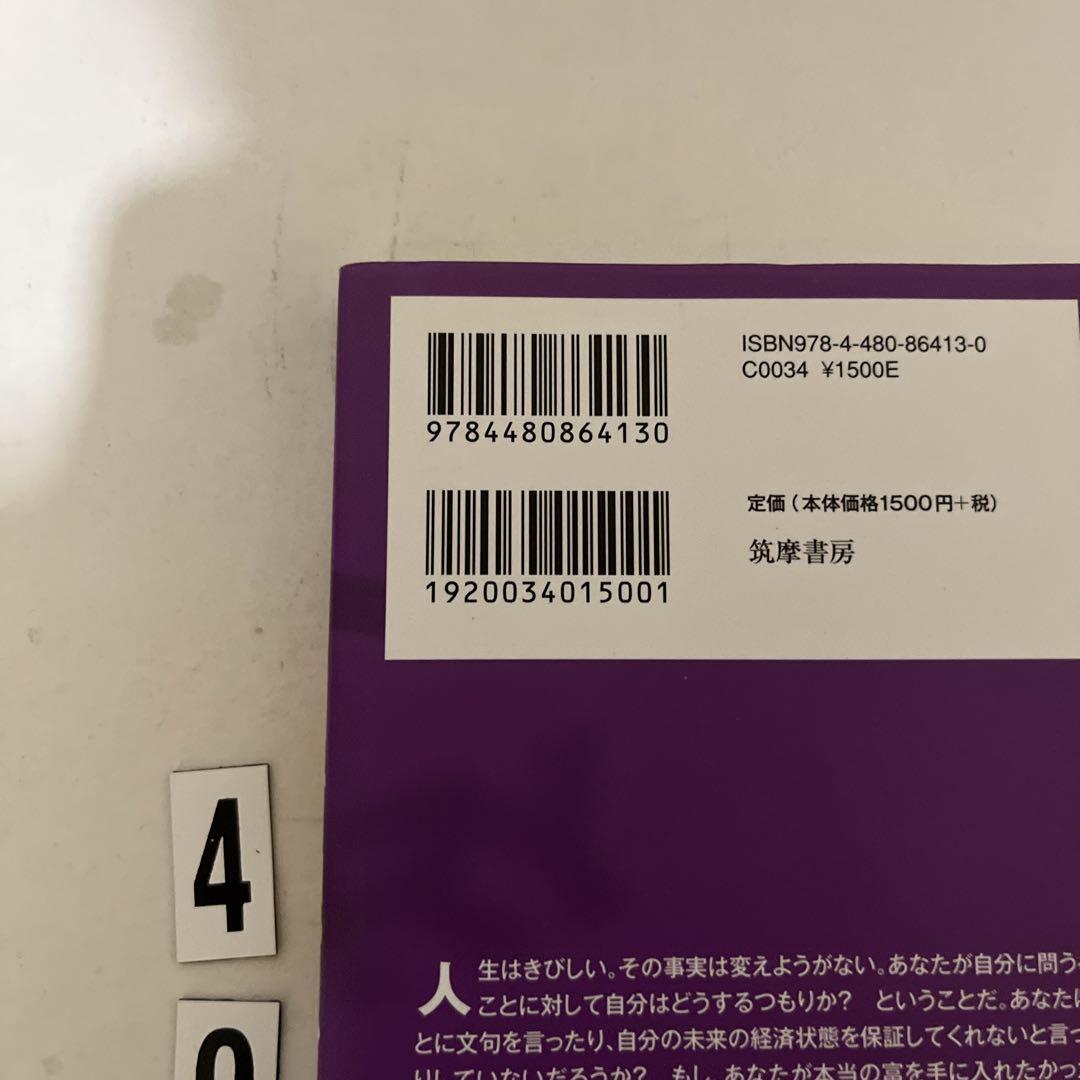 ISBN978-4-480-86413-0
C0034 ¥1500E
9784480864130
定価(本体価格1500円+税)
筑摩書房
1920034015001
4
人生はきびしい。その事実は変えようがない。あなたが自分に問う
ことに対して自分はどうするつもりか? ということだ。あなた
とに文句を言ったり、自分の未来の経済状態を保証してくれないと言
りしていないだろうか? もし、あなたが本当の富を手に入れたかっ